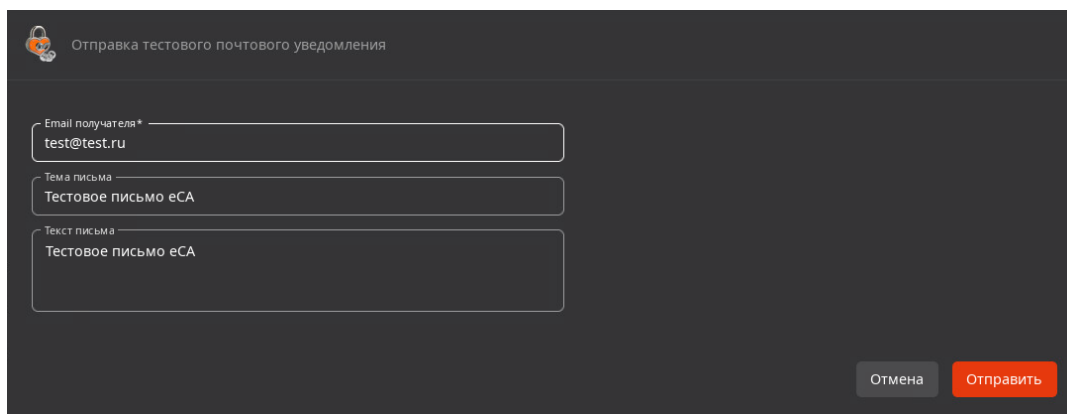 Отправка тестового почтового уведомления
Email получателя*
test@test.ru
Тема письма
Тестовое письмо eCA
Текст письма
Тестовое письмо eCA
Отмена
Отправить